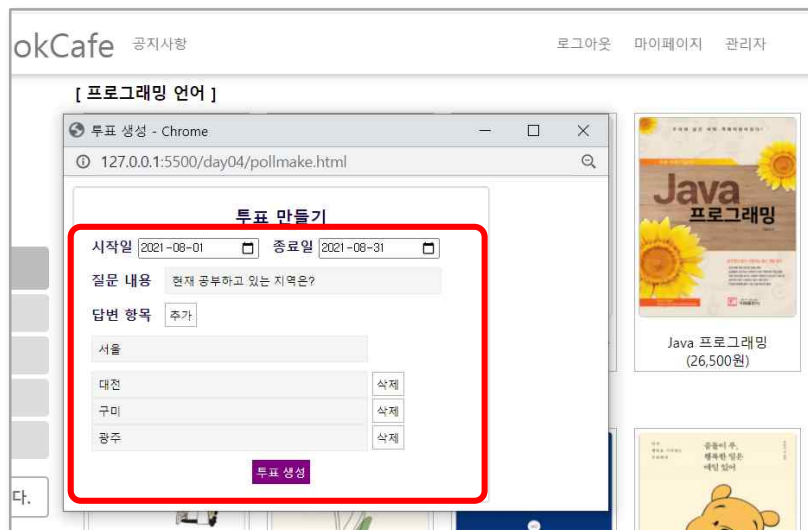 okCafe 공지사항 로그아웃 마이페이지 관리자
[ 프로그래밍 언어 ]
투표 생성 - Chrome
127.0.0.1:5500/day04/pollmake.html
투표 만들기
시작일 2021-08-01 종료일 2021-08-31
질문 내용 현재 공부하고 있는 지역은?
답변 항목 추가
서울
대전 삭제
구미 삭제
광주 삭제
투표 생성
다.
Java
프로그래밍
Java 프로그래밍
(26,500원)
곰돌이 푸,
행복한 일은
매일 있어